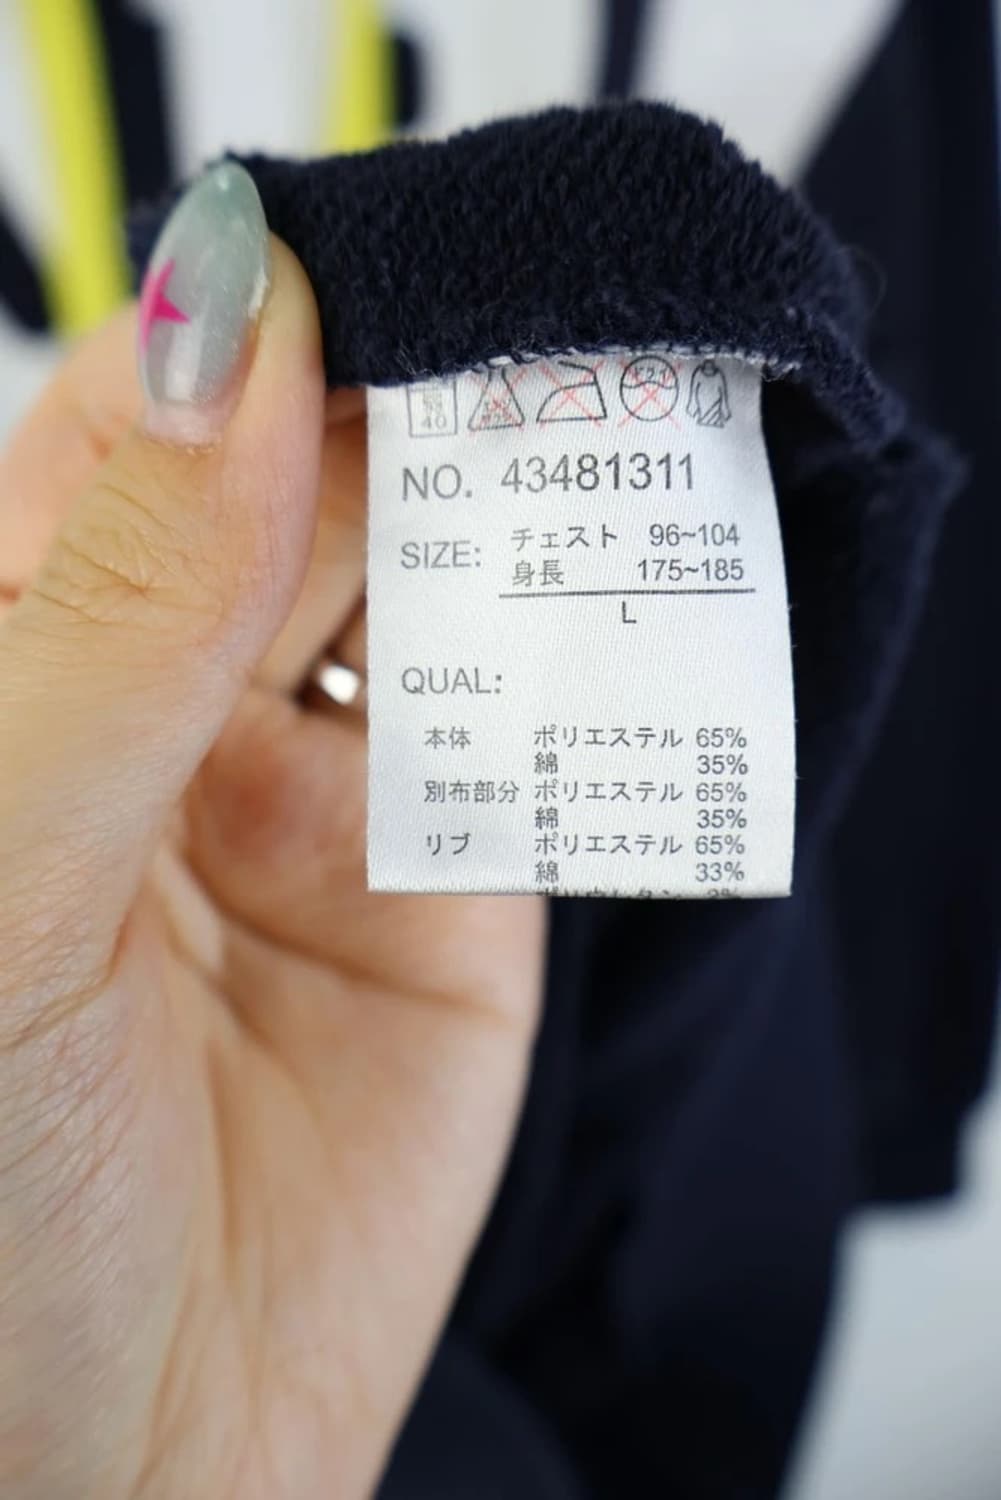 40
NO. 43481311
SIZE: チェスト 96~104
身長 175~185
L
QUAL:
本体 ポリエステル 65%
綿 35%
別布部分 ポリエステル 65%
綿 35%
リブ ポリエステル 65%
綿 33%